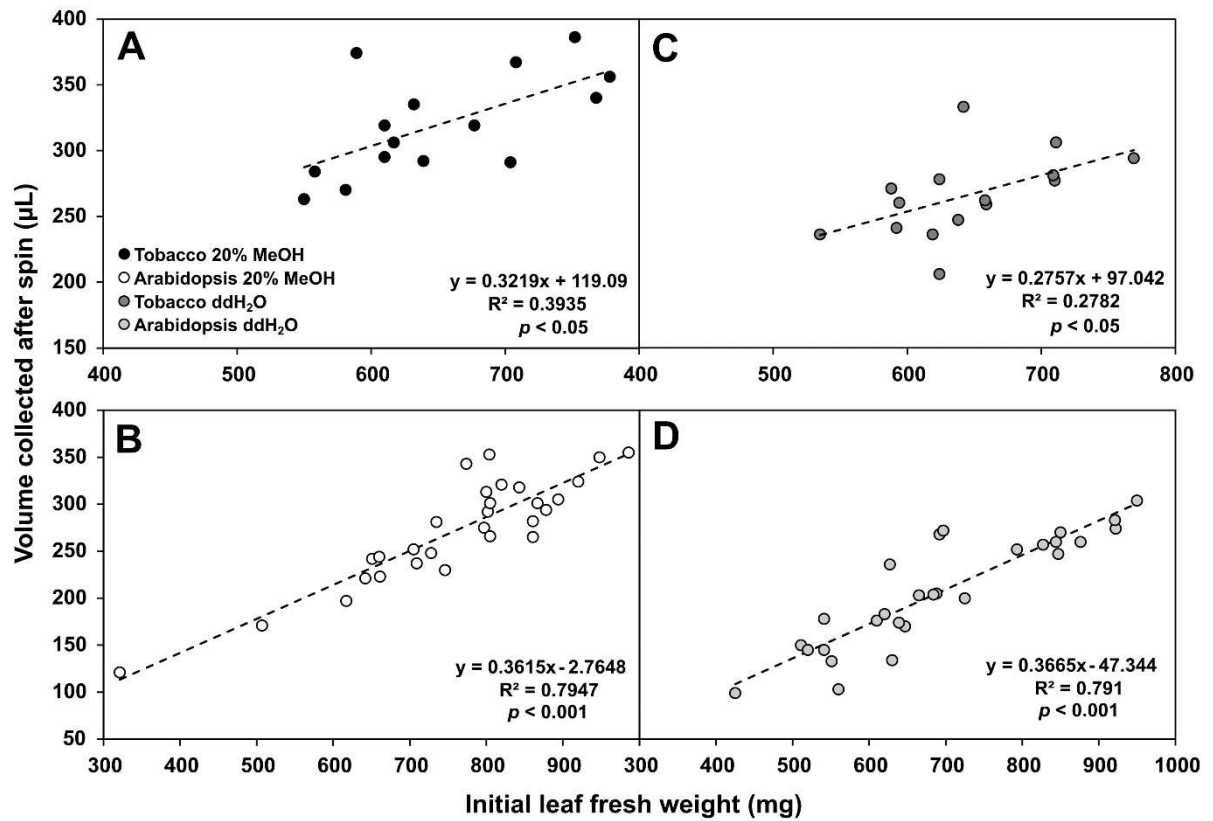 Volume collected after spin (µL)
400
350
300
250
200
150
A
Tobacco 20% MeOH
Arabidopsis 20% MeOH
Tobacco ddH₂O
Arabidopsis ddH₂O
y = 0.3219x + 119.09
R² = 0.3935
p < 0.05
400 500 600 700 400
C
y = 0.2757x + 97.042
R² = 0.2782
p < 0.05
500 600 700 800
400
350
300
250
200
150
100
50
B
y = 0.3615x - 2.7648
R² = 0.7947
p < 0.001
300 400 500 600 700 800 900 300
D
y = 0.3665x - 47.344
R² = 0.791
p < 0.001
400 500 600 700 800 900 1000
Initial leaf fresh weight (mg)